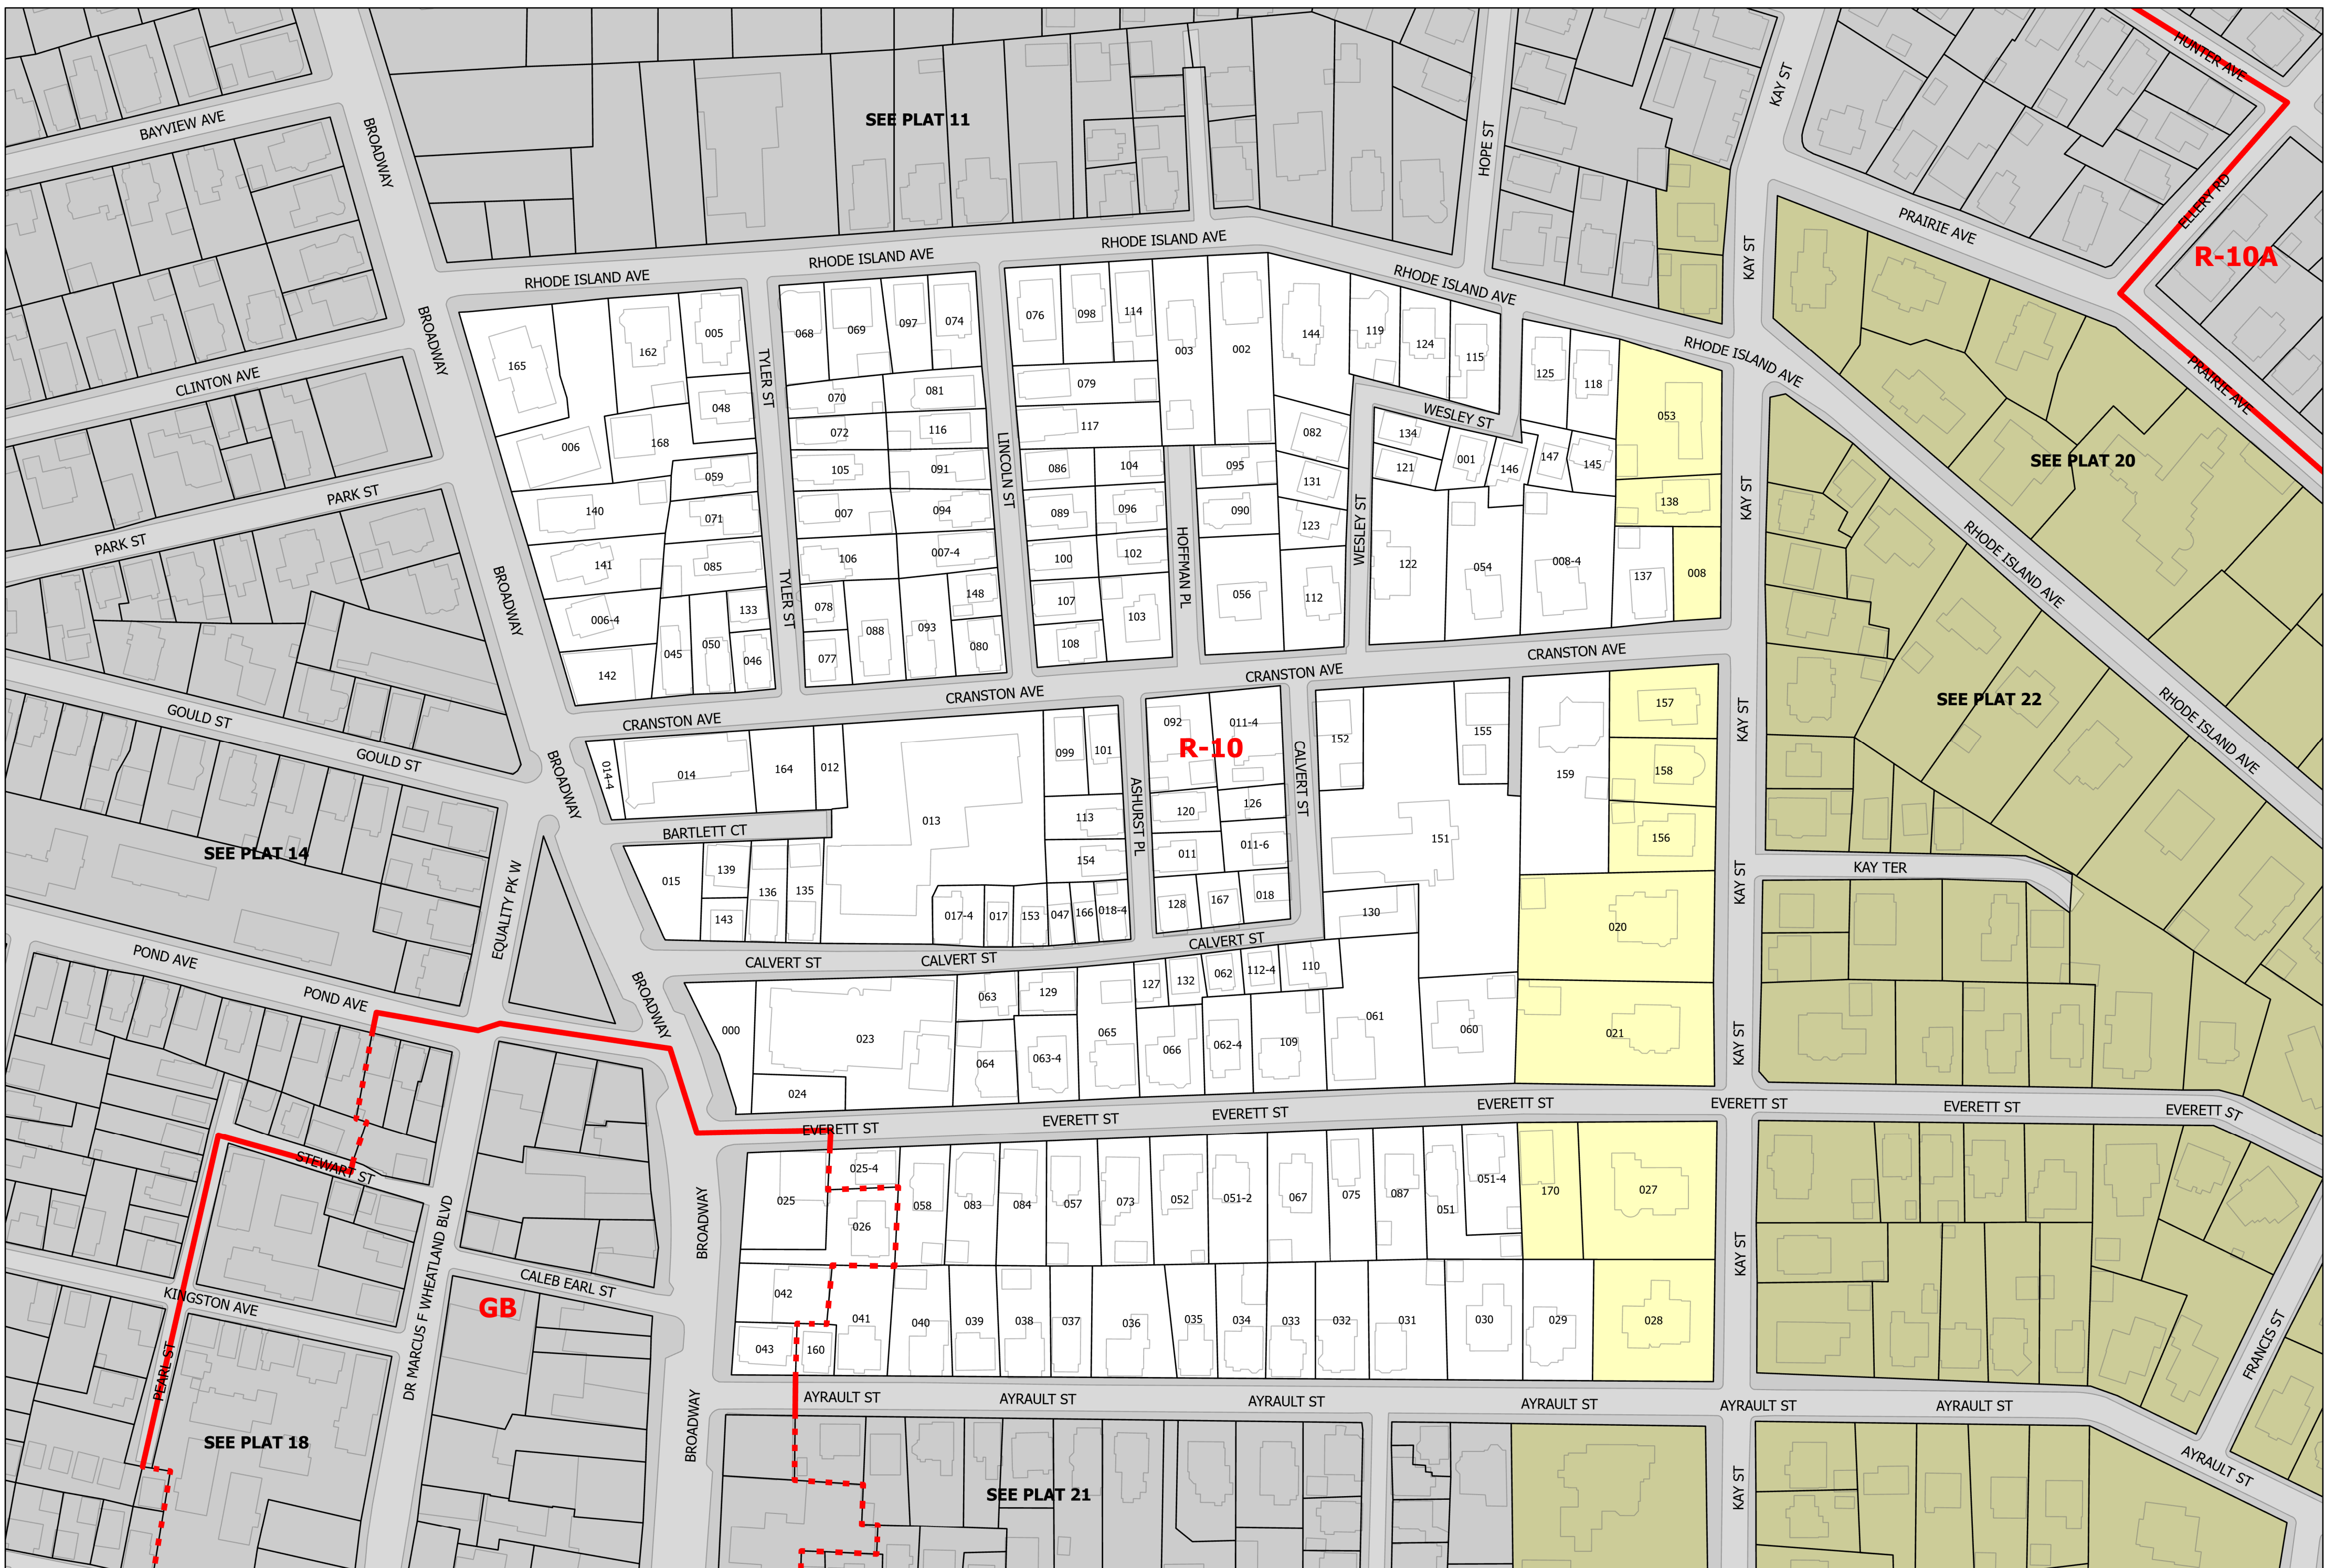 HUNTER AVE
KAY ST
SEE PLAT 11
BAYVIEW AVE
BROADWAY
HOPE ST
ELLERY RD
PRAIRIE AVE
RHODE ISLAND AVE
RHODE ISLAND AVE
RHODE ISLAND AVE
RHODE ISLAND AVE
KAY ST
R-10A
BROADWAY
CLINTON AVE
165
162
005
TYLER ST
068
069
097
074
076
098
114
003
002
144
119
124
115
125
118
053
RHODE ISLAND AVE
PRAIRIE AVE
048
070
081
079
006
168
072
116
117
082
WESLEY ST
134
121
001
146
147
145
SEE PLAT 20
059
105
091
LINCOLN ST
086
104
095
131
138
KAY ST
PARK ST
PARK ST
140
071
007
094
089
096
090
123
WESLEY ST
141
085
106
007-4
100
102
HOFFMAN PL
122
054
008-4
137
008
RHODE ISLAND AVE
BROADWAY
006-4
133
TYLER ST
078
148
107
103
056
112
142
045
050
046
077
088
093
080
108
CRANSTON AVE
CRANSTON AVE
CRANSTON AVE
CRANSTON AVE
SEE PLAT 22
RHODE ISLAND AVE
GOULD ST
GOULD ST
BROADWAY
014-4
014
164
012
013
099
101
092
011-4
R-10
152
155
159
157
158
KAY ST
CALVERT ST
ASHURST PL
120
126
113
154
011
011-6
151
156
BARTLETT CT
SEE PLAT 14
EQUALITY PK W
015
139
143
136
135
017-4
017
153
047
166
018-4
128
167
018
130
020
KAY ST
KAY TER
POND AVE
POND AVE
CALVERT ST
CALVERT ST
CALVERT ST
BROADWAY
000
023
024
063
129
064
063-4
065
127
132
062
112-4
110
066
062-4
109
061
060
021
KAY ST
EVERETT ST
EVERETT ST
EVERETT ST
EVERETT ST
EVERETT ST
EVERETT ST
EVERETT ST
STEWART ST
DR MARCUS F WHEATLAND BLVD
BROADWAY
025
025-4
026
058
083
084
057
073
052
051-2
067
075
087
051
051-4
170
027
KAY ST
CALEB EARL ST
GB
KINGSTON AVE
PEARL ST
042
043
160
041
040
039
038
037
036
035
034
033
032
031
030
029
028
FRANCIS ST
BROADWAY
AYRAULT ST
AYRAULT ST
AYRAULT ST
AYRAULT ST
AYRAULT ST
AYRAULT ST
AYRAULT ST
SEE PLAT 18
SEE PLAT 21
KAY ST